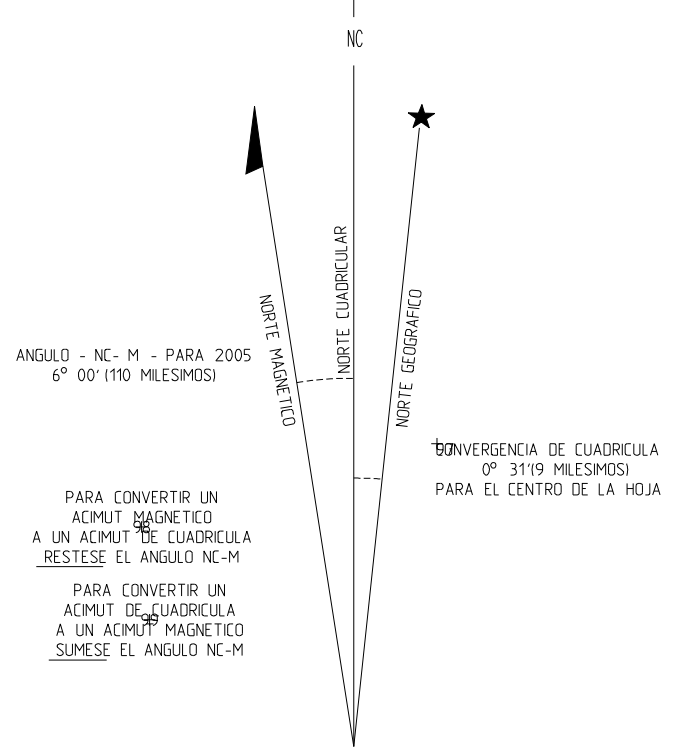 NC
NORTE CUADRICULAR
NORTE MAGNETICO
NORTE GEOGRAFICO
ANGULO - NC- M - PARA 2005
6° 00' (110 MILESIMOS)
CONVERGENCIA DE CUADRICULA
0° 31'(9 MILESIMOS)
PARA EL CENTRO DE LA HOJA
PARA CONVERTIR UN
ACIMUT MAGNETICO
A UN ACIMUT DE CUADRICULA
RESTESE EL ANGULO NC-M
PARA CONVERTIR UN
ACIMUT DE CUADRICULA
A UN ACIMUT MAGNETICO
SUMESE EL ANGULO NC-M